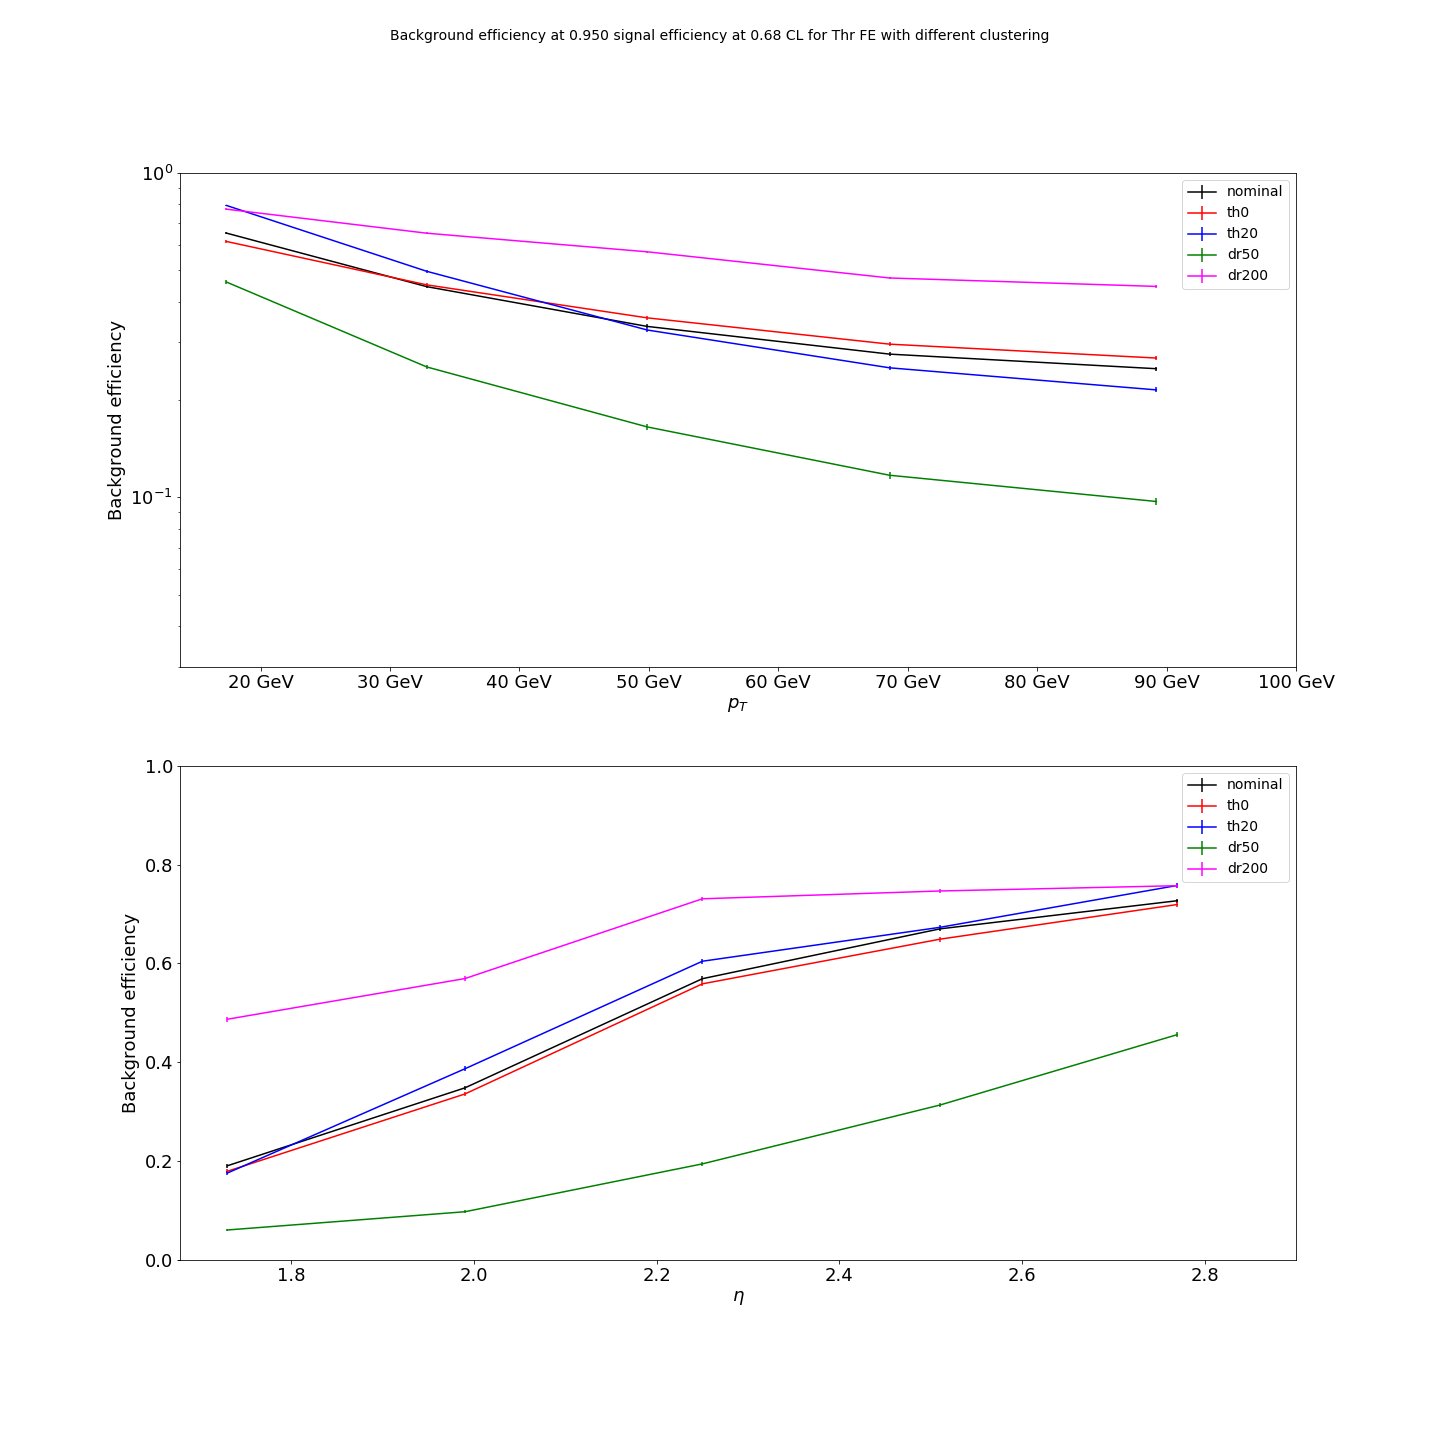 Background efficiency at 0.950 signal efficiency at 0.68 CL for Thr FE with different clustering
10⁰
10⁻¹
Background efficiency
nominal
th0
th20
dr50
dr200
20 GeV 30 GeV 40 GeV 50 GeV 60 GeV 70 GeV 80 GeV 90 GeV 100 GeV
p_T
1.0
0.8
0.6
0.4
0.2
0.0
Background efficiency
nominal
th0
th20
dr50
dr200
1.8 2.0 2.2 2.4 2.6 2.8
η